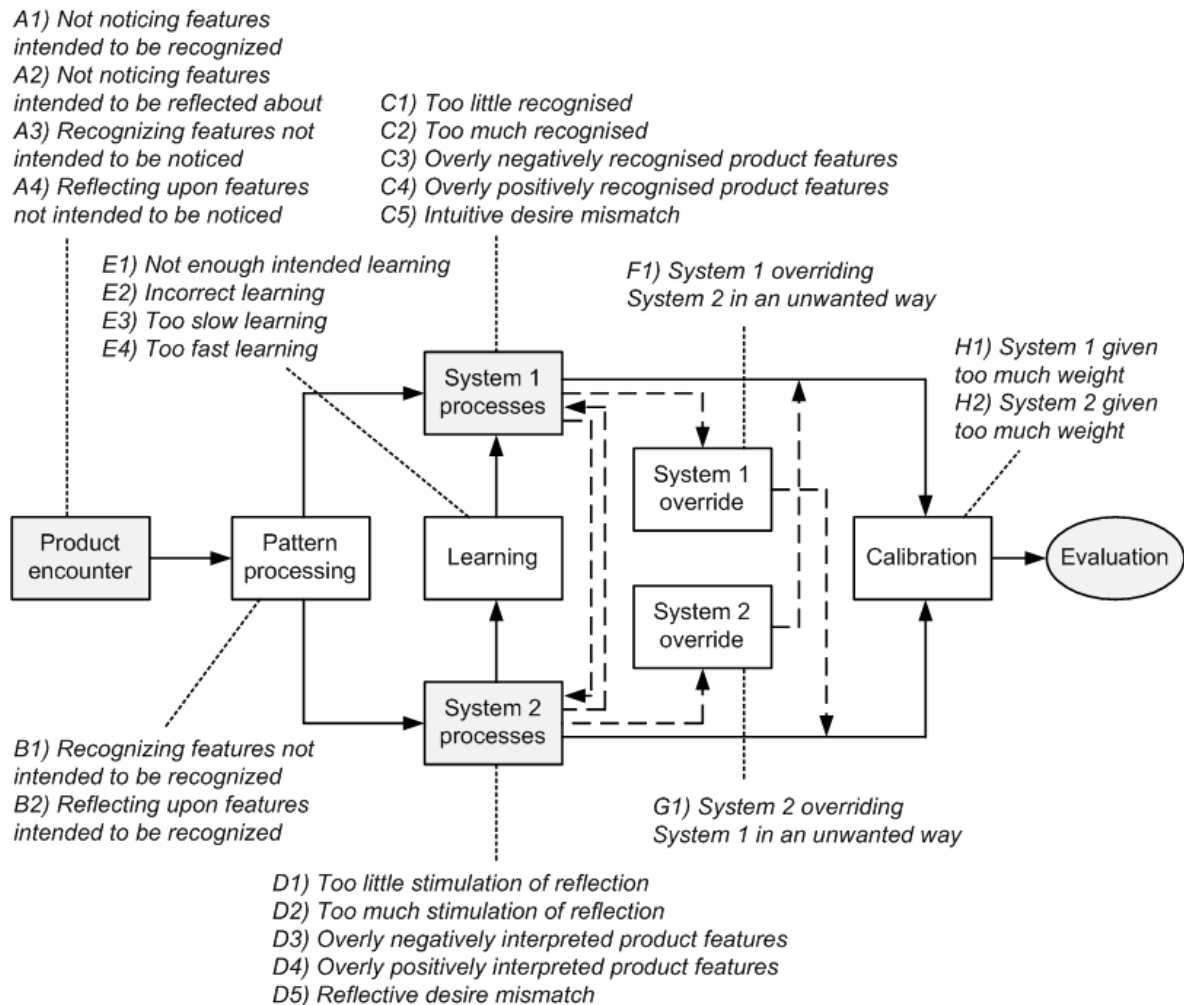 A1) Not noticing features
intended to be recognized
A2) Not noticing features
intended to be reflected about
A3) Recognizing features not
intended to be noticed
A4) Reflecting upon features
not intended to be noticed
C1) Too little recognised
C2) Too much recognised
C3) Overly negatively recognised product features
C4) Overly positively recognised product features
C5) Intuitive desire mismatch
E1) Not enough intended learning
E2) Incorrect learning
E3) Too slow learning
E4) Too fast learning
F1) System 1 overriding
System 2 in an unwanted way
H1) System 1 given
too much weight
H2) System 2 given
too much weight
System 1
processes
System 1
override
Product
encounter
Pattern
processing
Learning
Calibration
Evaluation
System 2
override
System 2
processes
B1) Recognizing features not
intended to be recognized
B2) Reflecting upon features
intended to be recognized
G1) System 2 overriding
System 1 in an unwanted way
D1) Too little stimulation of reflection
D2) Too much stimulation of reflection
D3) Overly negatively interpreted product features
D4) Overly positively interpreted product features
D5) Reflective desire mismatch